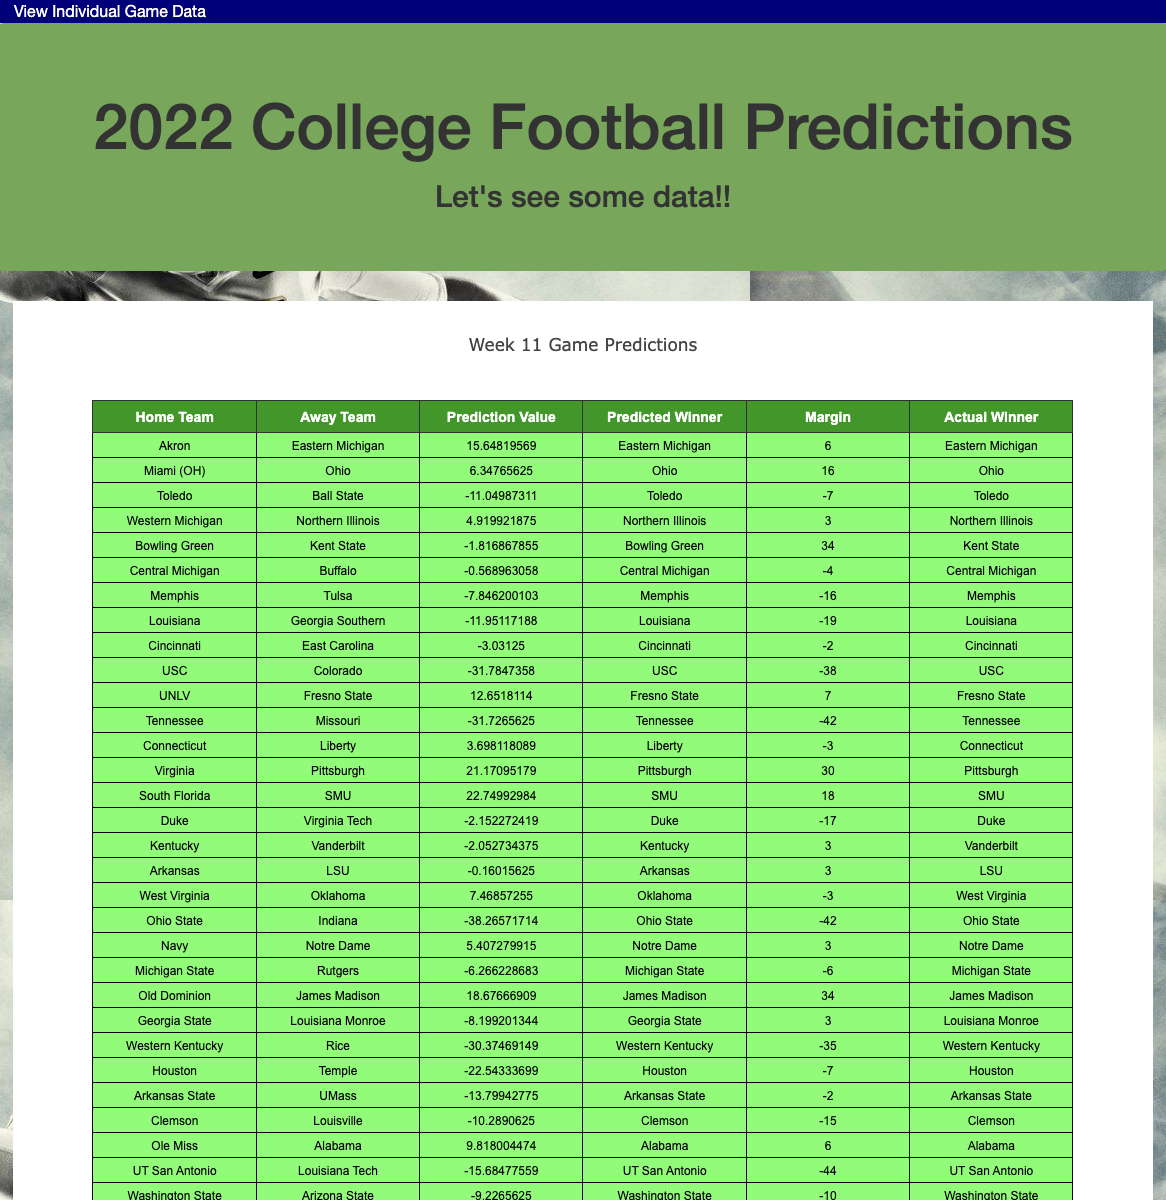 View Individual Game Data
2022 College Football Predictions
Let's see some data!!
Week 11 Game Predictions
Home Team Away Team Prediction Value Predicted Winner Margin Actual Winner
Akron Eastern Michigan 15.64819569 Eastern Michigan 6 Eastern Michigan
Miami (OH) Ohio 6.34765625 Ohio 16 Ohio
Toledo Ball State -11.04987311 Toledo -7 Toledo
Western Michigan Northern Illinois 4.919921875 Northern Illinois 3 Northern Illinois
Bowling Green Kent State -1.816867855 Bowling Green 34 Kent State
Central Michigan Buffalo -0.568963058 Central Michigan -4 Central Michigan
Memphis Tulsa -7.846200103 Memphis -16 Memphis
Louisiana Georgia Southern -11.95117188 Louisiana -19 Louisiana
Cincinnati East Carolina -3.03125 Cincinnati -2 Cincinnati
USC Colorado -31.7847358 USC -38 USC
UNLV Fresno State 12.6518114 Fresno State 7 Fresno State
Tennessee Missouri -31.7265625 Tennessee -42 Tennessee
Connecticut Liberty 3.698118089 Liberty -3 Connecticut
Virginia Pittsburgh 21.17095179 Pittsburgh 30 Pittsburgh
South Florida SMU 22.74992984 SMU 18 SMU
Duke Virginia Tech -2.152272419 Duke -17 Duke
Kentucky Vanderbilt -2.052734375 Kentucky 3 Vanderbilt
Arkansas LSU -0.16015625 Arkansas 3 LSU
West Virginia Oklahoma 7.46857255 Oklahoma -3 West Virginia
Ohio State Indiana -38.26571714 Ohio State -42 Ohio State
Navy Notre Dame 5.407279915 Notre Dame 3 Notre Dame
Michigan State Rutgers -6.266228683 Michigan State -6 Michigan State
Old Dominion James Madison 18.67666909 James Madison 34 James Madison
Georgia State Louisiana Monroe -8.199201344 Georgia State 3 Louisiana Monroe
Western Kentucky Rice -30.37469149 Western Kentucky -35 Western Kentucky
Houston Temple -22.54333699 Houston -7 Houston
Arkansas State UMass -13.79942775 Arkansas State -2 Arkansas State
Clemson Louisville -10.2890625 Clemson -15 Clemson
Ole Miss Alabama 9.818004474 Alabama 6 Alabama
UT San Antonio Louisiana Tech -15.68477559 UT San Antonio -44 UT San Antonio
Washington State Arizona State -9.2265625 Washington State -10 Washington State